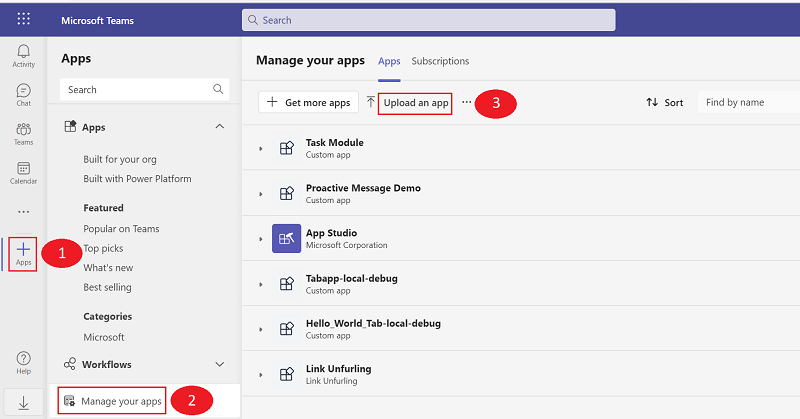 Microsoft Teams
Search
Activity
Chat
Teams
Calendar
...
Apps
1
Help
Apps
Search
Apps
Built for your org
Built with Power Platform
Featured
Popular on Teams
Top picks
What's new
Best selling
Categories
Microsoft
Workflows
Manage your apps
2
Manage your apps Apps Subscriptions
Get more apps Upload an app ... 3 Sort Find by name
Task Module
Custom app
Proactive Message Demo
Custom app
App Studio
Microsoft Corporation
Tabapp-local-debug
Custom app
Hello_World_Tab-local-debug
Custom app
Link Unfurling
Link Unfurling